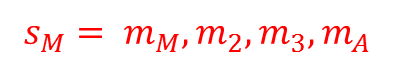 s_M = m_M, m_2, m_3, m_A